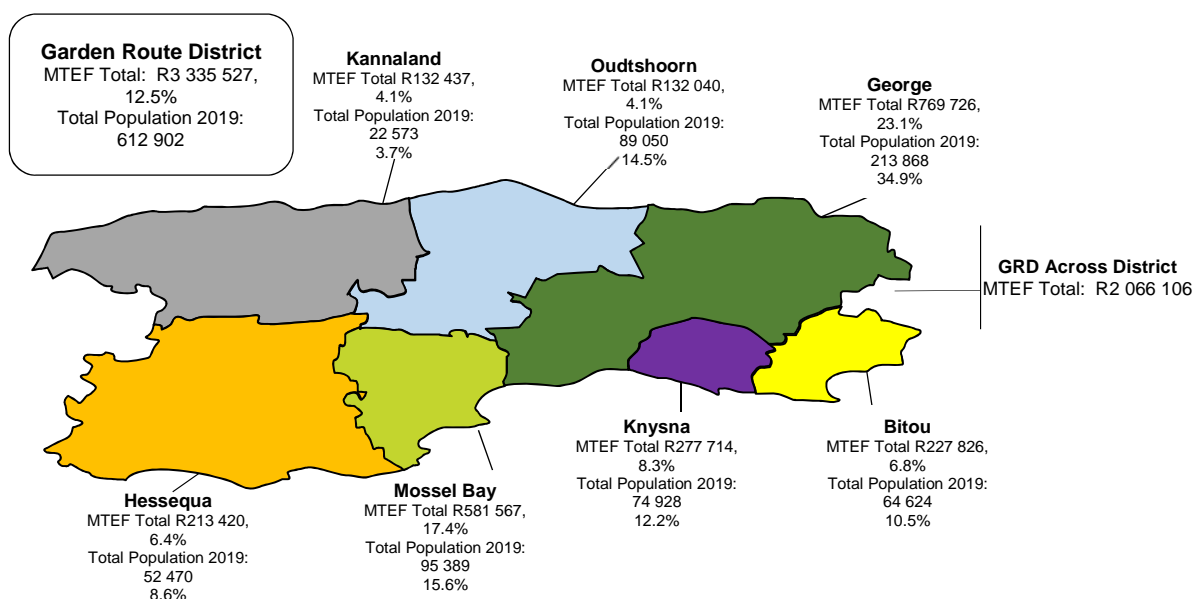 Garden Route District
MTEF Total: R3 335 527,
12.5%
Total Population 2019:
612 902
Kannaland
MTEF Total R132 437,
4.1%
Total Population 2019:
22 573
3.7%
Oudtshoorn
MTEF Total R132 040,
4.1%
Total Population 2019:
89 050
14.5%
George
MTEF Total R769 726,
23.1%
Total Population 2019:
213 868
34.9%
GRD Across District
MTEF Total: R2 066 106
Hessequa
MTEF Total R213 420,
6.4%
Total Population 2019:
52 470
8.6%
Mossel Bay
MTEF Total R581 567,
17.4%
Total Population 2019:
95 389
15.6%
Knysna
MTEF Total R277 714,
8.3%
Total Population 2019:
74 928
12.2%
Bitou
MTEF Total R227 826,
6.8%
Total Population 2019:
64 624
10.5%